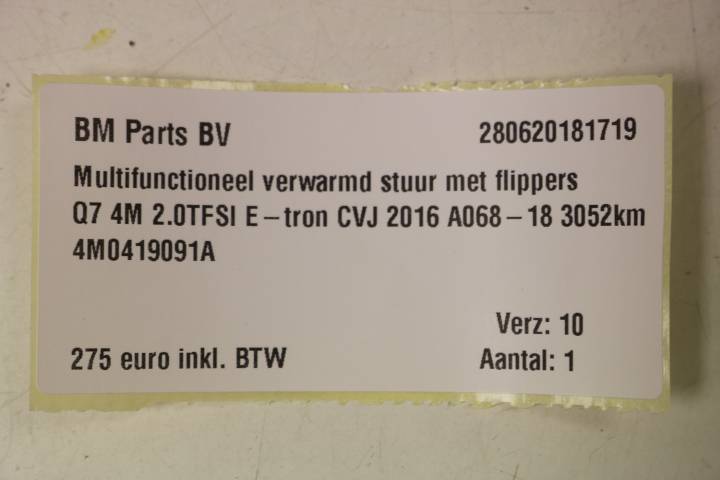 BM Parts BV 280620181719
Multifunctioneel verwarmd stuur met flippers
Q7 4M 2.0TFSI E-tron CVJ 2016 A068-18 3052km
4M0419091A
Verz: 10
275 euro inkl. BTW Aantal: 1